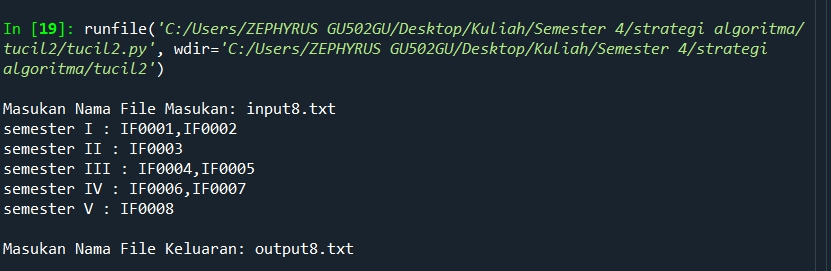 In [19]: runfile('C:/Users/ZEPHYRUS GU502GU/Desktop/Kuliah/Semester 4/strategi algoritma/
tucil2/tucil2.py', wdir='C:/Users/ZEPHYRUS GU502GU/Desktop/Kuliah/Semester 4/strategi
algoritma/tucil2')
Masukan Nama File Masukan: input8.txt
semester I : IF0001,IF0002
semester II : IF0003
semester III : IF0004,IF0005
semester IV : IF0006,IF0007
semester V : IF0008
Masukan Nama File Keluaran: output8.txt